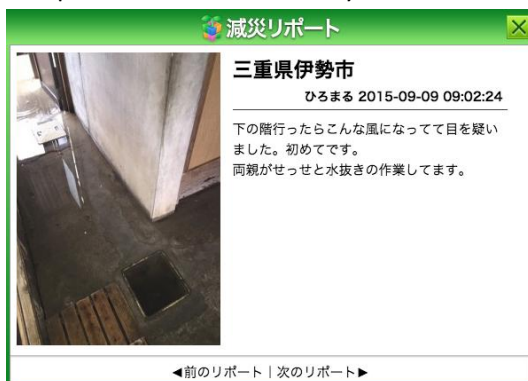 減災リポート
三重県伊勢市
ひろまる 2015-09-09 09:02:24
下の階行ったらこんな風になってて目を疑い
ました。初めてです。
両親がせっせと水抜きの作業してます。
◀前のリポート | 次のリポート▶